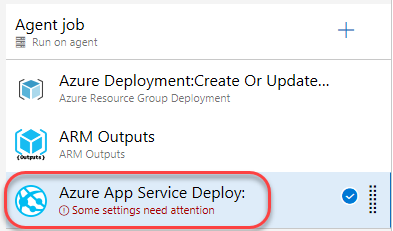 Agent job
Run on agent
Azure Deployment:Create Or Update...
Azure Resource Group Deployment
ARM Outputs
{Outputs}
ARM Outputs
Azure App Service Deploy:
Some settings need attention